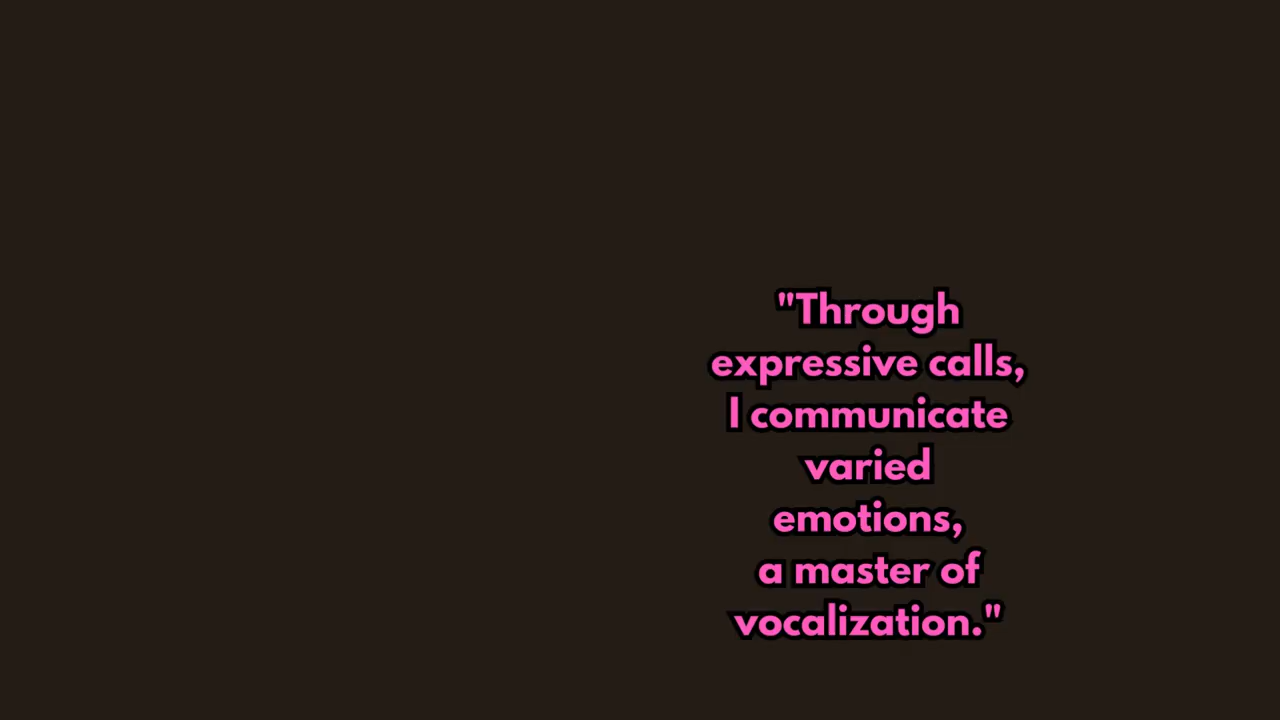 "Through
expressive calls,
I communicate
varied
emotions,
a master of
vocalization."